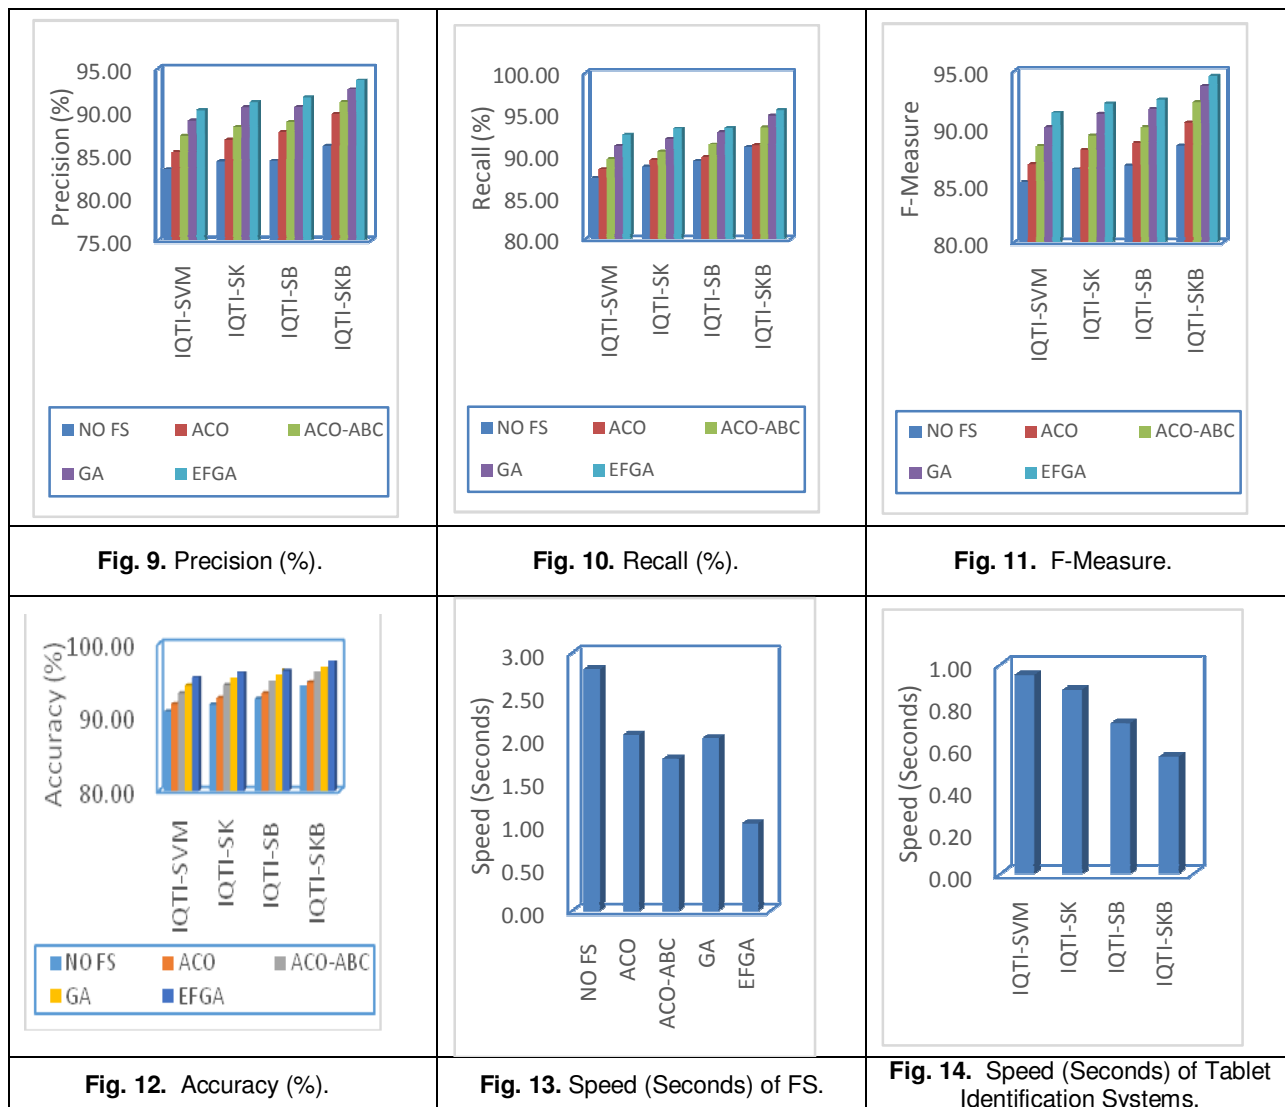 95.00
90.00
85.00
80.00
75.00
Precision (%)
IQTI-SVM
IQTI-SK
IQTI-SB
IQTI-SKB
NO FS ACO ACO-ABC
GA EFGA
Fig. 9. Precision (%).
100.00
95.00
90.00
85.00
80.00
Recall (%)
IQTI-SVM
IQTI-SK
IQTI-SB
IQTI-SKB
NO FS ACO ACO-ABC
GA EFGA
Fig. 10. Recall (%).
95.00
90.00
85.00
80.00
F-Measure
IQTI-SVM
IQTI-SK
IQTI-SB
IQTI-SKB
NO FS ACO ACO-ABC
GA EFGA
Fig. 11. F-Measure.
100.00
90.00
80.00
Accuracy (%)
IQTI-SVM
IQTI-SK
IQTI-SB
IQTI-SKB
NO FS ACO ACO-ABC
GA EFGA
Fig. 12. Accuracy (%).
3.00
2.50
2.00
1.50
1.00
0.50
0.00
Speed (Seconds)
NO FS
ACO
ACO-ABC
GA
EFGA
Fig. 13. Speed (Seconds) of FS.
1.00
0.80
0.60
0.40
0.20
0.00
Speed (Seconds)
IQTI-SVM
IQTI-SK
IQTI-SB
IQTI-SKB
Fig. 14. Speed (Seconds) of Tablet
Identification Systems.